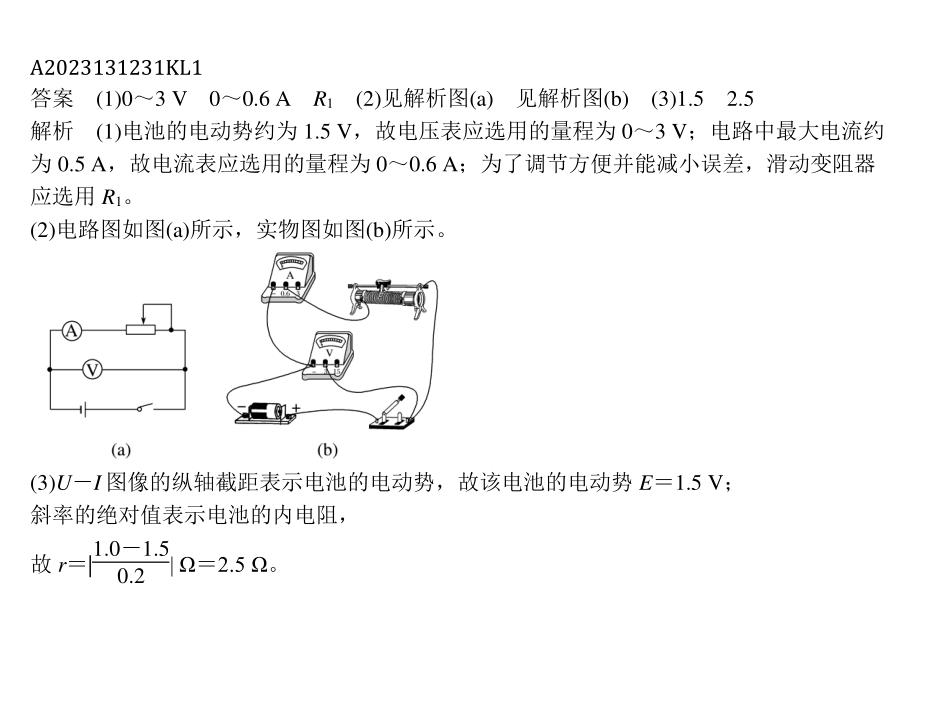 A2023131231KL1
答案　(1)0～3 V　0～0.6 A　R1　(2)见解析图(a)　见解析图(b)　(3)1.5　2.5
解析　(1)电池的电动势约为 1.5 V，故电压表应选用的量程为 0～3 V；电路中最大电流约
为 0.5 A，故电流表应选用的量程为 0～0.6 A；为了调节方便并能减小误差，滑动变阻器
应选用 R1。
(2)电路图如图(a)所示，实物图如图(b)所示。
A
− 0.6
A
V
V
−
15
− +
(a) (b)
(3)U－I 图像的纵轴截距表示电池的电动势，故该电池的电动势 E＝1.5 V；
斜率的绝对值表示电池的内电阻，
故 r＝|1.0－1.5/0.2| Ω＝2.5 Ω。